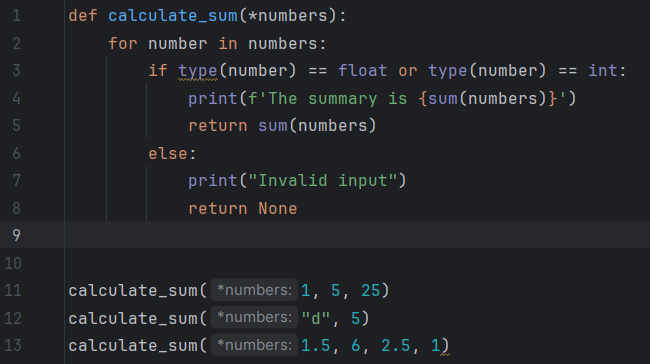 1 def calculate_sum(*numbers):
2     for number in numbers:
3         if type(number) == float or type(number) == int:
4             print(f'The summary is {sum(numbers)}')
5             return sum(numbers)
6         else:
7             print("Invalid input")
8             return None
9
10
11 calculate_sum( *numbers: 1, 5, 25)
12 calculate_sum( *numbers: "d", 5)
13 calculate_sum( *numbers: 1.5, 6, 2.5, 1)